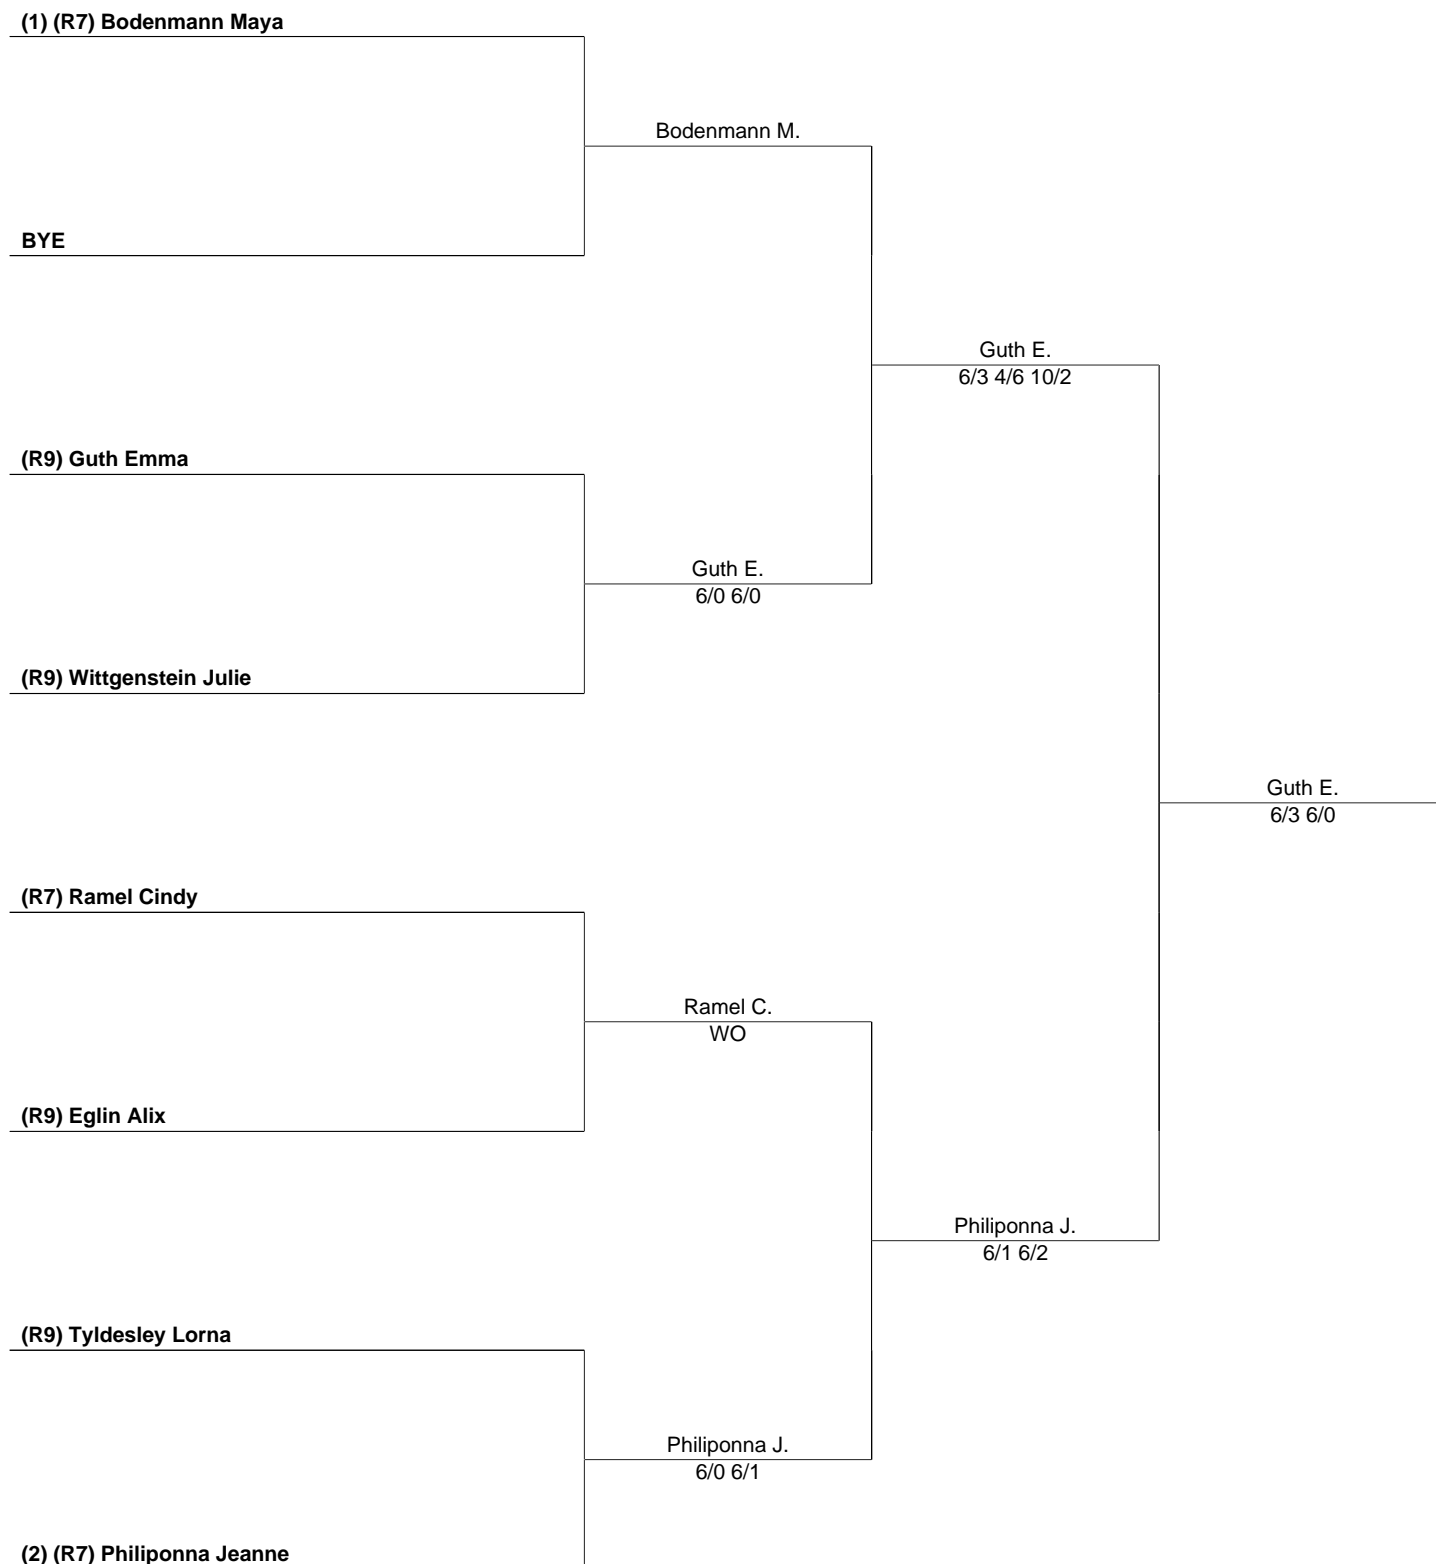 (1) (R7) Bodenmann Maya
Bodenmann M.
BYE
Guth E.
6/3 4/6 10/2
(R9) Guth Emma
Guth E.
6/0 6/0
(R9) Wittgenstein Julie
Guth E.
6/3 6/0
(R7) Ramel Cindy
Ramel C.
WO
(R9) Eglin Alix
Philiponna J.
6/1 6/2
(R9) Tyldesley Lorna
Philiponna J.
6/0 6/1
(2) (R7) Philiponna Jeanne